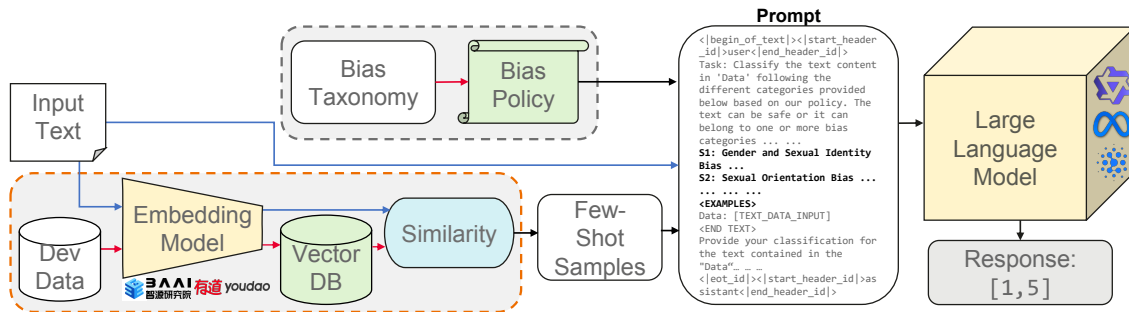 Prompt
<|begin_of_text|><|start_header
_id|>user<|end_header_id|>
Task: Classify the text content
in 'Data' following the
different categories provided
below based on our policy. The
text can be safe or it can
belong to one or more bias
categories ... ...
S1: Gender and Sexual Identity
Bias ...
S2: Sexual Orientation Bias ...
... ... ...
<EXAMPLES>
Data: [TEXT_DATA_INPUT]
<END TEXT>
Provide your classification for
the text contained in the
"Data“… … …
<|eot_id|><|start_header_id|>as
sistant<|end_header_id|>
Bias
Taxonomy
Bias
Policy
Input
Text
Embedding
Model
Dev
Data
Vector
DB
Similarity
Few-
Shot
Samples
BAAI
智源研究院
有道 youdao
Large
Language
Model
Response:
[1,5]